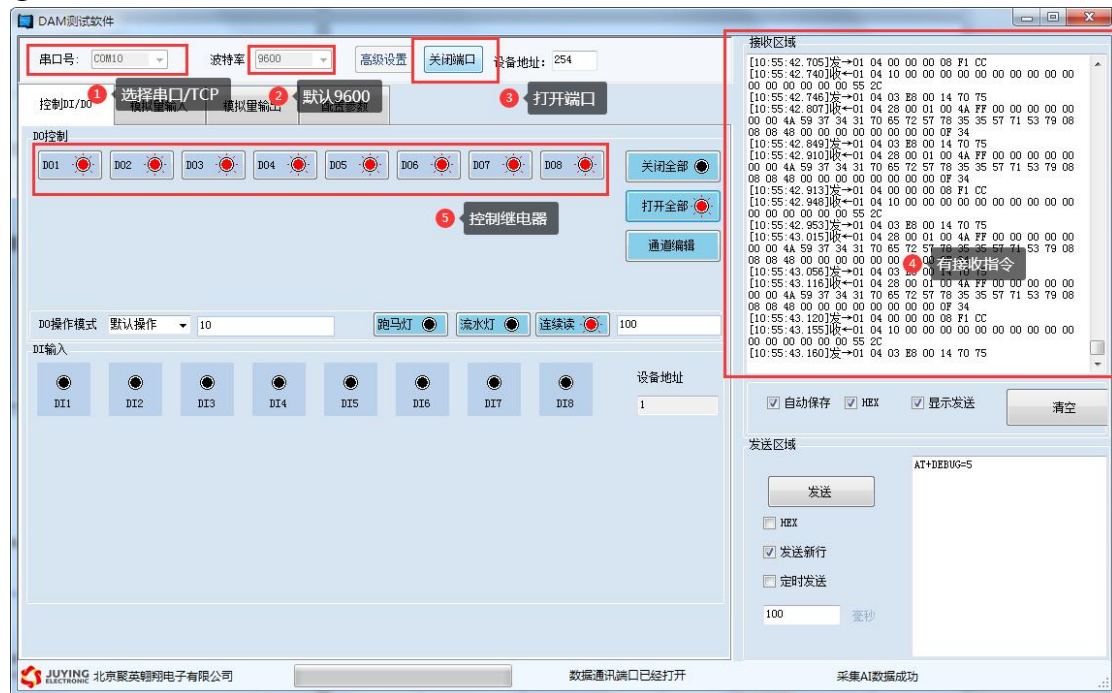 DAM测试软件
串口号: COM10 波特率 9600 高级设置 关闭端口 设备地址: 254
1 选择串口/TCP 2 默认9600 3 打开端口
控制DI/DO 模拟量输入 模拟量输出 配置参数
DO控制
DO1 DO2 DO3 DO4 DO5 DO6 DO7 DO8 关闭全部
打开全部
5 控制继电器
通道编辑
DO操作模式 默认操作 10 跑马灯 流水灯 连续读 100
DI输入
DI1 DI2 DI3 DI4 DI5 DI6 DI7 DI8
设备地址
1
接收区域
[10:55:42.705]发→01 04 00 00 00 08 F1 CC
[10:55:42.740]收←01 04 10 00 00 00 00 00 00 00 00 00
00 00 00 00 00 00 55 2C
[10:55:42.746]发→01 04 03 E8 00 14 70 75
[10:55:42.807]收←01 04 28 00 01 00 4A FF 00 00 00 00 00
00 00 4A 59 37 34 31 70 65 72 57 78 35 35 57 71 53 79 08
08 08 48 00 00 00 00 00 00 00 00 0F 34
[10:55:42.849]发→01 04 03 E8 00 14 70 75
[10:55:42.910]收←01 04 28 00 01 00 4A FF 00 00 00 00 00
00 00 4A 59 37 34 31 70 65 72 57 78 35 35 57 71 53 79 08
08 08 48 00 00 00 00 00 00 00 00 0F 34
[10:55:42.913]发→01 04 00 00 00 08 F1 CC
[10:55:42.948]收←01 04 10 00 00 00 00 00 00 00 00 00
00 00 00 00 00 00 55 2C
[10:55:42.953]发→01 04 03 E8 00 14 70 75
[10:55:43.015]收←01 04 28 00 01 00 4A FF 00 00 00 00 00
00 00 4A 59 37 34 31 70 65 72 57 78 35 35 57 71 53 79 08
08 08 48 00 00 00 00 00
4 有接收指令
[10:55:43.056]发→01 04 03 E8 00 14 70 75
[10:55:43.116]收←01 04 28 00 01 00 4A FF 00 00 00 00 00
00 00 4A 59 37 34 31 70 65 72 57 78 35 35 57 71 53 79 08
08 08 48 00 00 00 00 00 00 00 00 0F 34
[10:55:43.120]发→01 04 00 00 00 08 F1 CC
[10:55:43.155]收←01 04 10 00 00 00 00 00 00 00 00 00
00 00 00 00 00 00 55 2C
[10:55:43.160]发→01 04 03 E8 00 14 70 75
自动保存 HEX 显示发送 清空
发送区域
AT+DEBUG=5
发送
HEX
发送新行
定时发送
100 毫秒
JUYING ELECTRONIC 北京聚英翱翔电子有限公司 数据通讯端口已经打开 采集AI数据成功